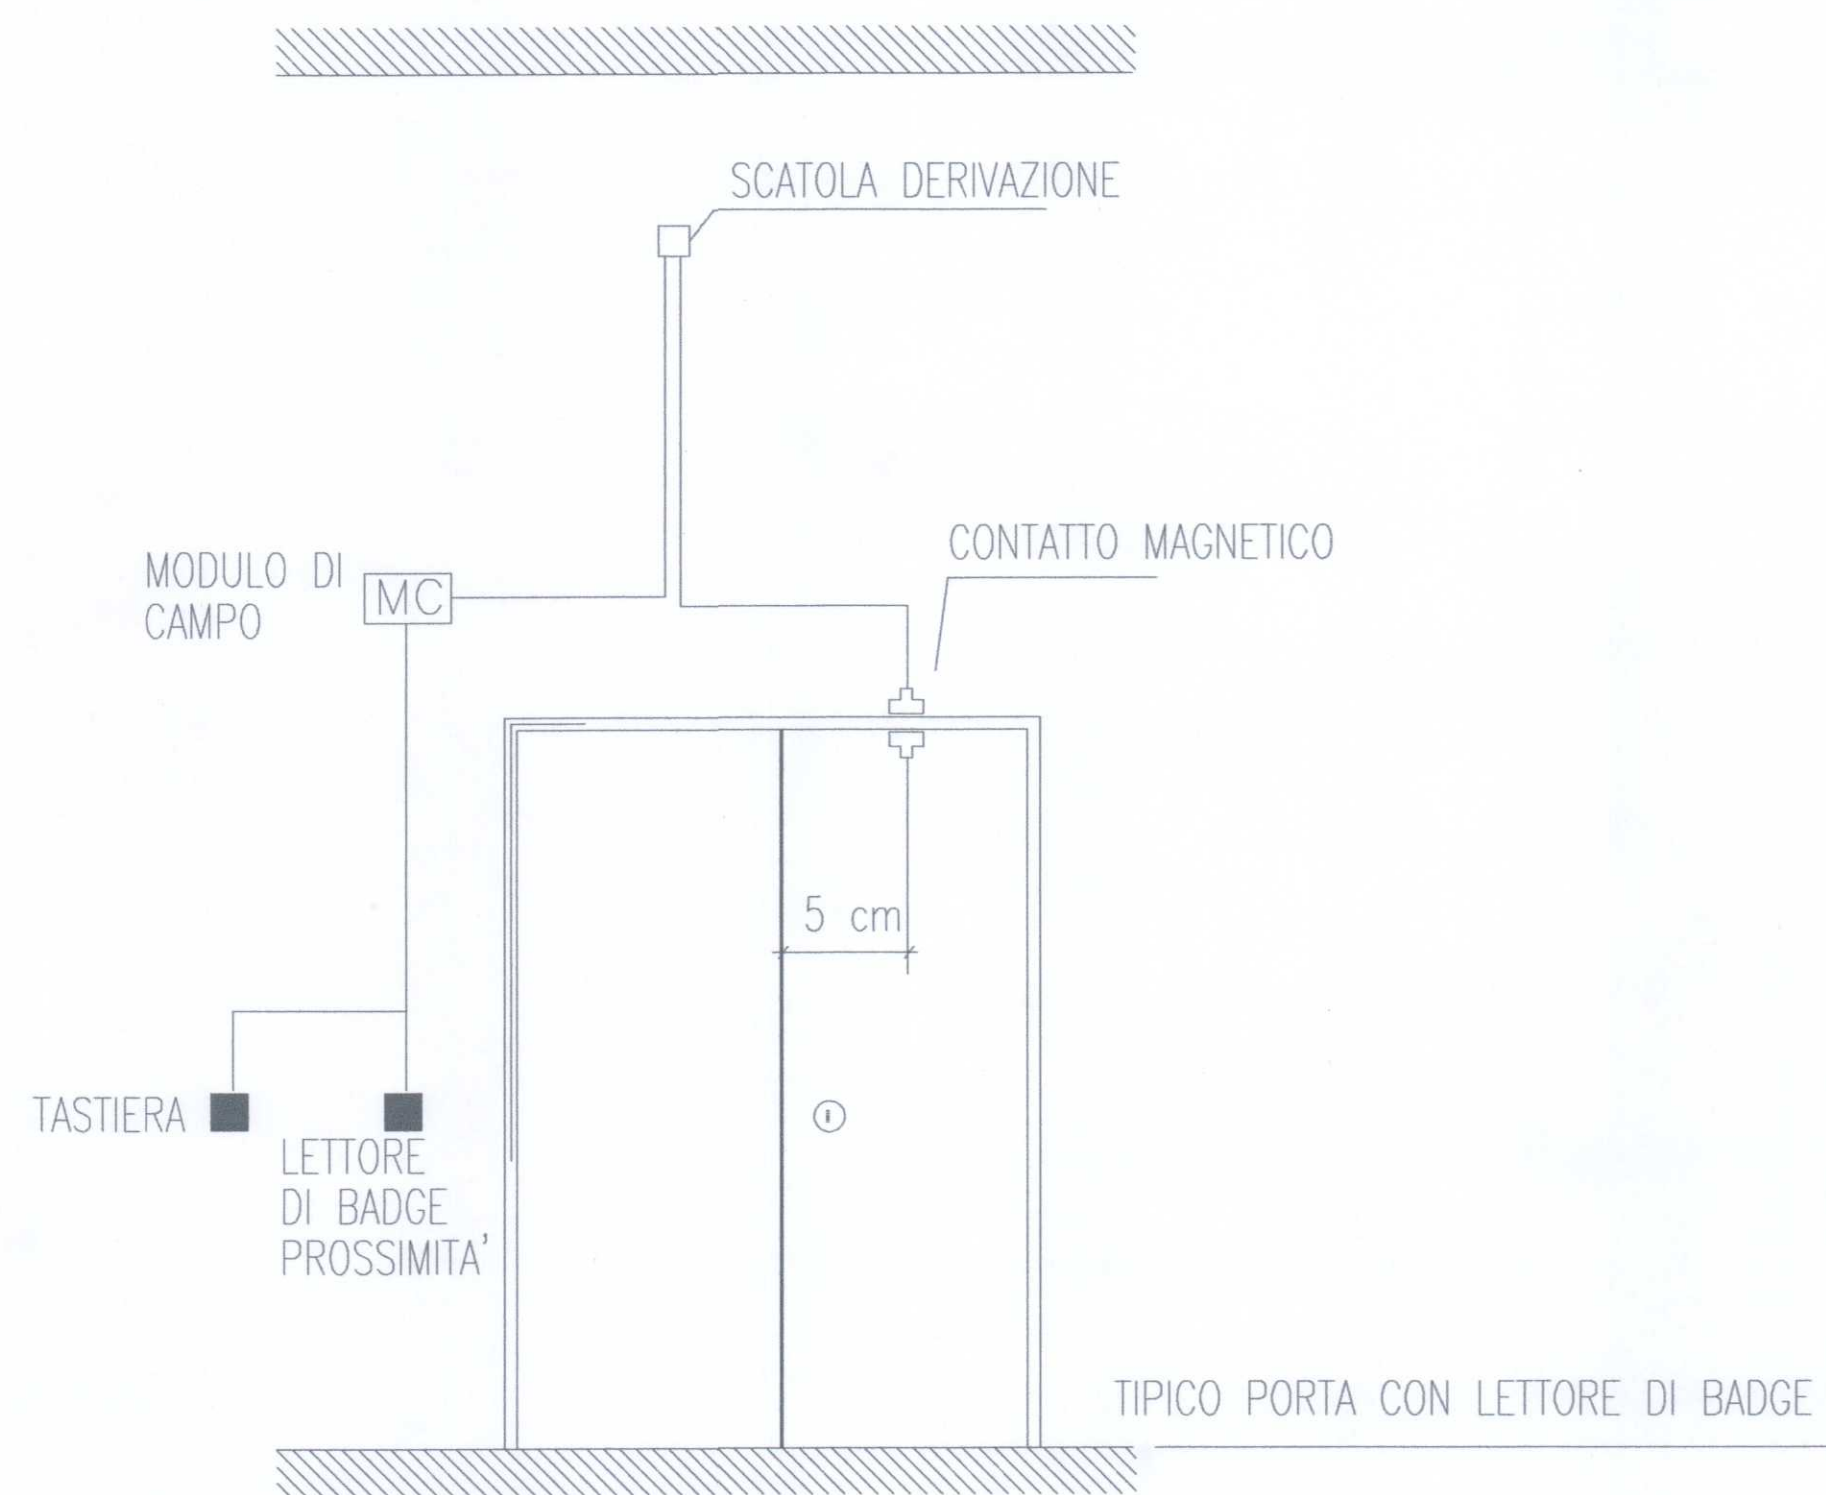 SCATOLA DERIVAZIONE
CONTATTO MAGNETICO
MODULO DI
CAMPO
MC
5 cm
TASTIERA
LETTORE
DI BADGE
PROSSIMITA'
TIPICO PORTA CON LETTORE DI BADGE